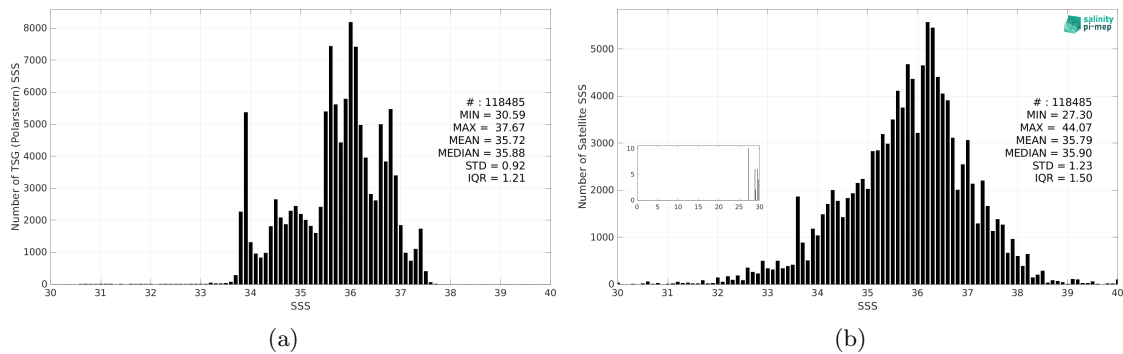 8000
7000
6000
5000
4000
3000
2000
1000
0
Number of TSG (Polarstern) SSS
# : 118485
MIN = 30.59
MAX = 37.67
MEAN = 35.72
MEDIAN = 35.88
STD = 0.92
IQR = 1.21
30 31 32 33 34 35 36 37 38 39 40
SSS
(a)
salinity
pi-mep
5000
4000
3000
2000
1000
0
Number of Satellite SSS
# : 118485
MIN = 27.30
MAX = 44.07
MEAN = 35.79
MEDIAN = 35.90
STD = 1.23
IQR = 1.50
10
5
0
0 5 10 15 20 25 30
30 31 32 33 34 35 36 37 38 39 40
SSS
(b)